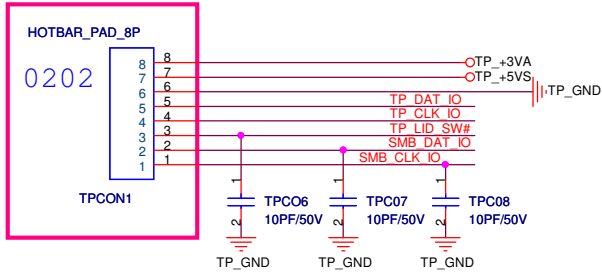 HOTBAR_PAD_8P
0202
8 8 TP_+3VA
7 7 TP_+5VS
6 6 TP_GND
5 5 TP_DAT_IO
4 4 TP_CLK_IO
3 3 TP_LID_SW#
2 2 SMB_DAT_IO
1 1 SMB_CLK_IO
TPCON1
1 1 1
TPCO6 TPC07 TPC08
10PF/50V 10PF/50V 10PF/50V
2 2 2
TP_GND TP_GND TP_GND